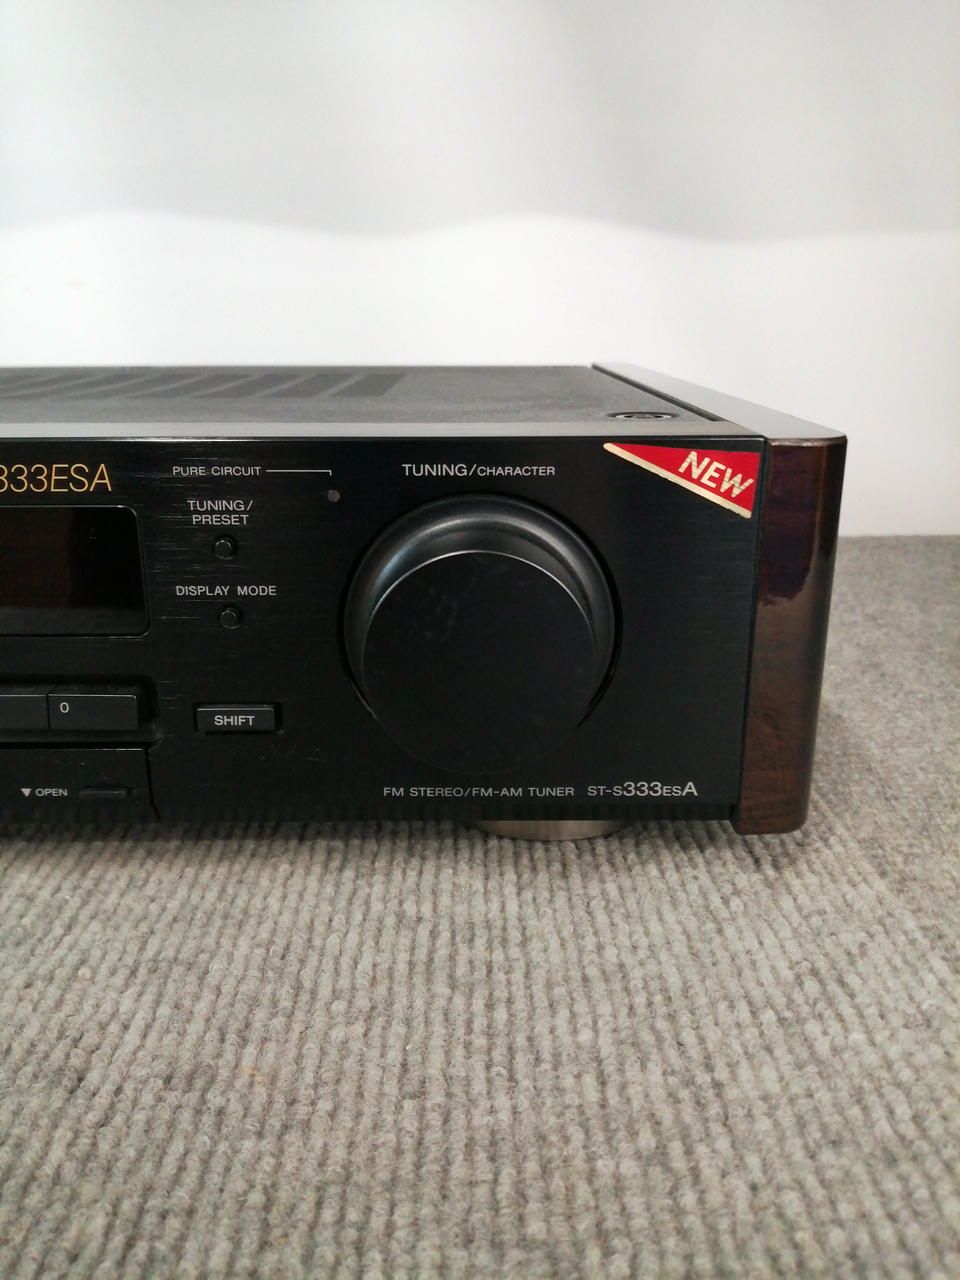 333ESA
PURE CIRCUIT
TUNING/CHARACTER
NEW
TUNING/
PRESET
DISPLAY MODE
0
SHIFT
▼ OPEN
FM STEREO/FM-AM TUNER ST-S333ESA